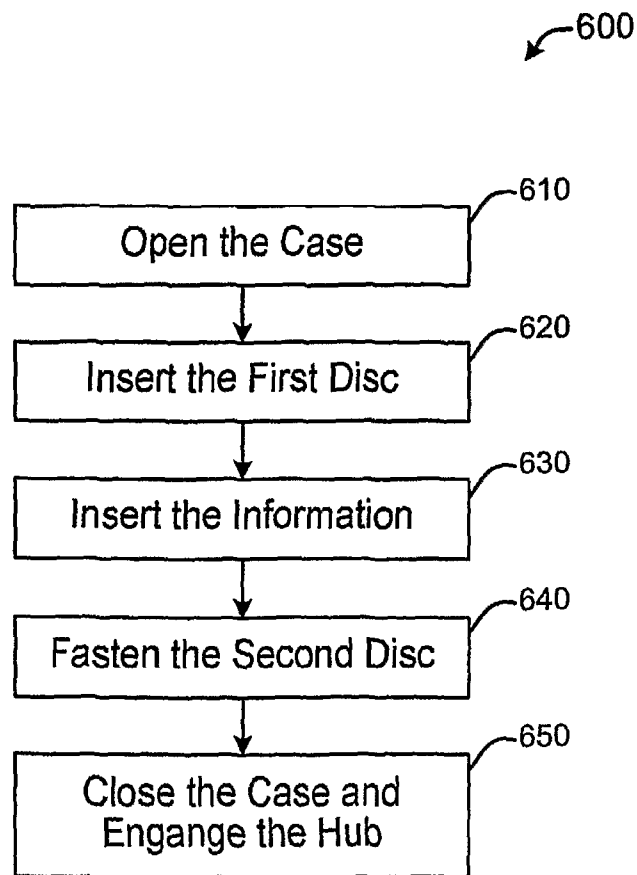 600
610
Open the Case
620
Insert the First Disc
630
Insert the Information
640
Fasten the Second Disc
650
Close the Case and
Engange the Hub